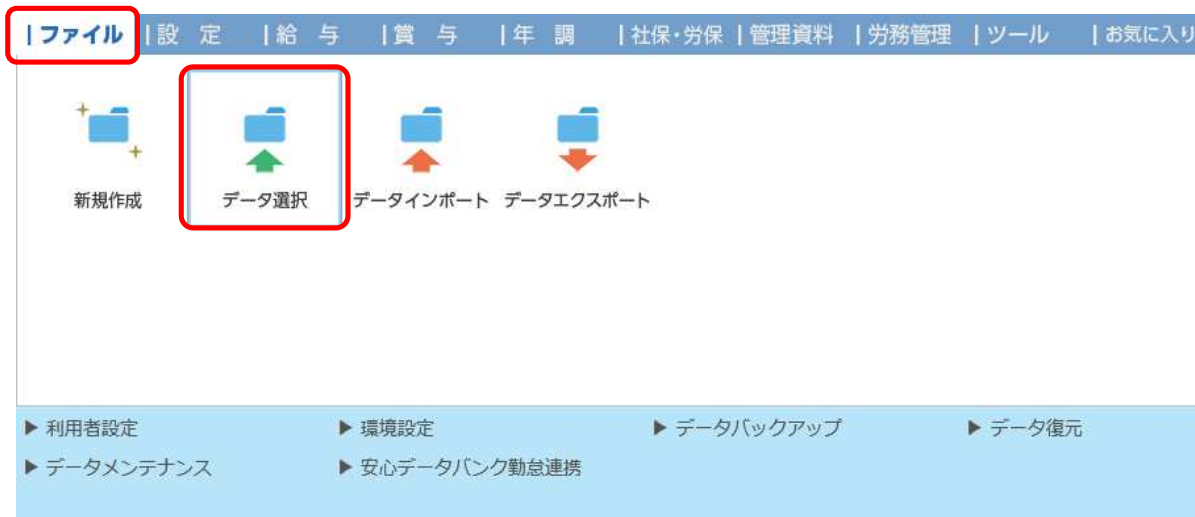 |ファイル |設 定 |給 与 |賞 与 |年 調 |社保・労保 |管理資料 |労務管理 |ツール |お気に入り
新規作成 データ選択 データインポート データエクスポート
▶ 利用者設定 ▶ 環境設定 ▶ データバックアップ ▶ データ復元
▶ データメンテナンス ▶ 安心データバンク勤怠連携